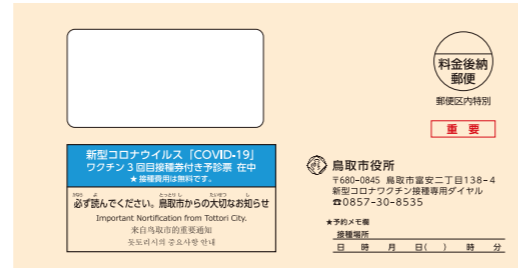 料金後納
郵便
郵便区内特別
重 要
新型コロナウイルス「COVID-19」
ワクチン3回目接種券付き予診票 在中
★ 接種費用は無料です。
かなら よ とっとりし たいせつ し
必ず読んでください。鳥取市からの大切なお知らせ
Important Nortification from Tottori City.
来自鸟取市的重要通知
돗토리시의 중요사항 안내
鳥取市役所
〒680-0845 鳥取市富安二丁目138-4
新型コロナワクチン接種専用ダイヤル
☎0857-30-8535
★予約メモ欄
接種場所
日 時 月 日( ) 時 分